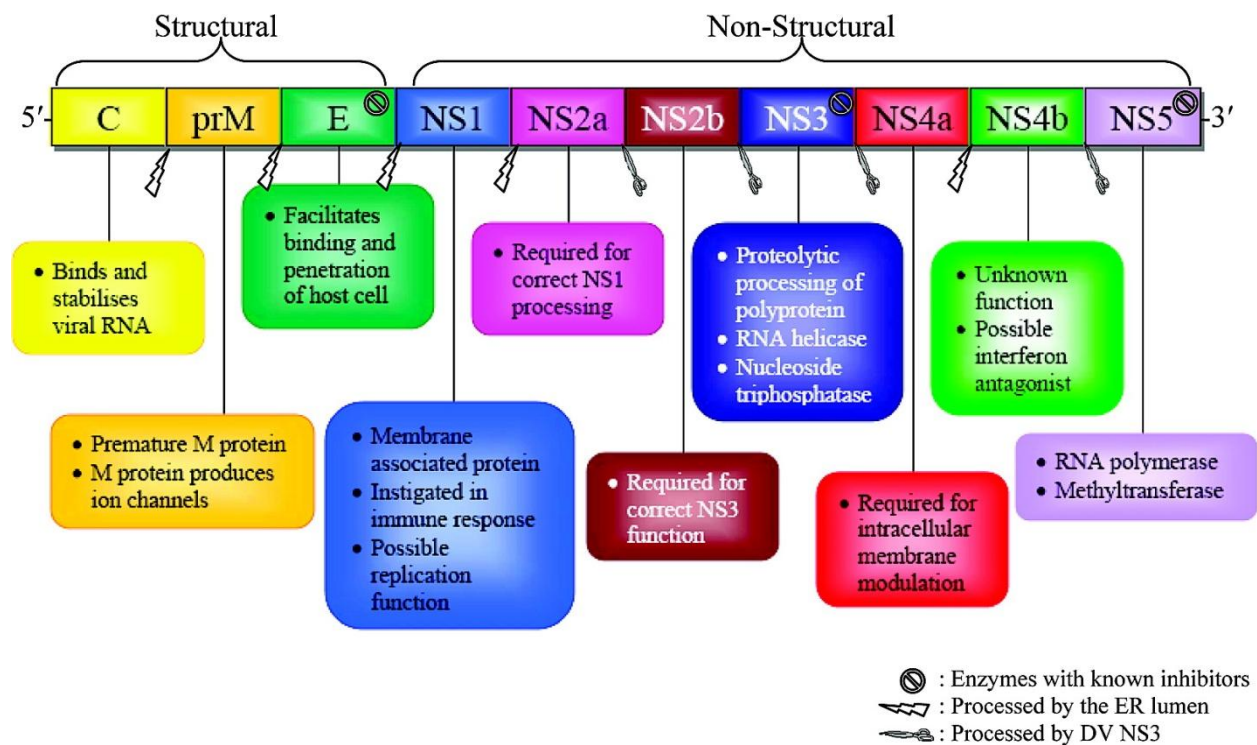 Structural
Non-Structural
5′
C
prM
E
NS1
NS2a
NS2b
NS3
NS4a
NS4b
NS5
3′
• Binds and
stabilises
viral RNA
• Premature M protein
• M protein produces
ion channels
• Facilitates
binding and
penetration
of host cell
• Membrane
associated protein
• Instigated in
immune response
• Possible
replication
function
• Required for
correct NS1
processing
• Required for
correct NS3
function
• Proteolytic
processing of
polyprotein
• RNA helicase
• Nucleoside
triphosphatase
• Required for
intracellular
membrane
modulation
• Unknown
function
• Possible
interferon
antagonist
• RNA polymerase
• Methyltransferase
: Enzymes with known inhibitors
: Processed by the ER lumen
: Processed by DV NS3